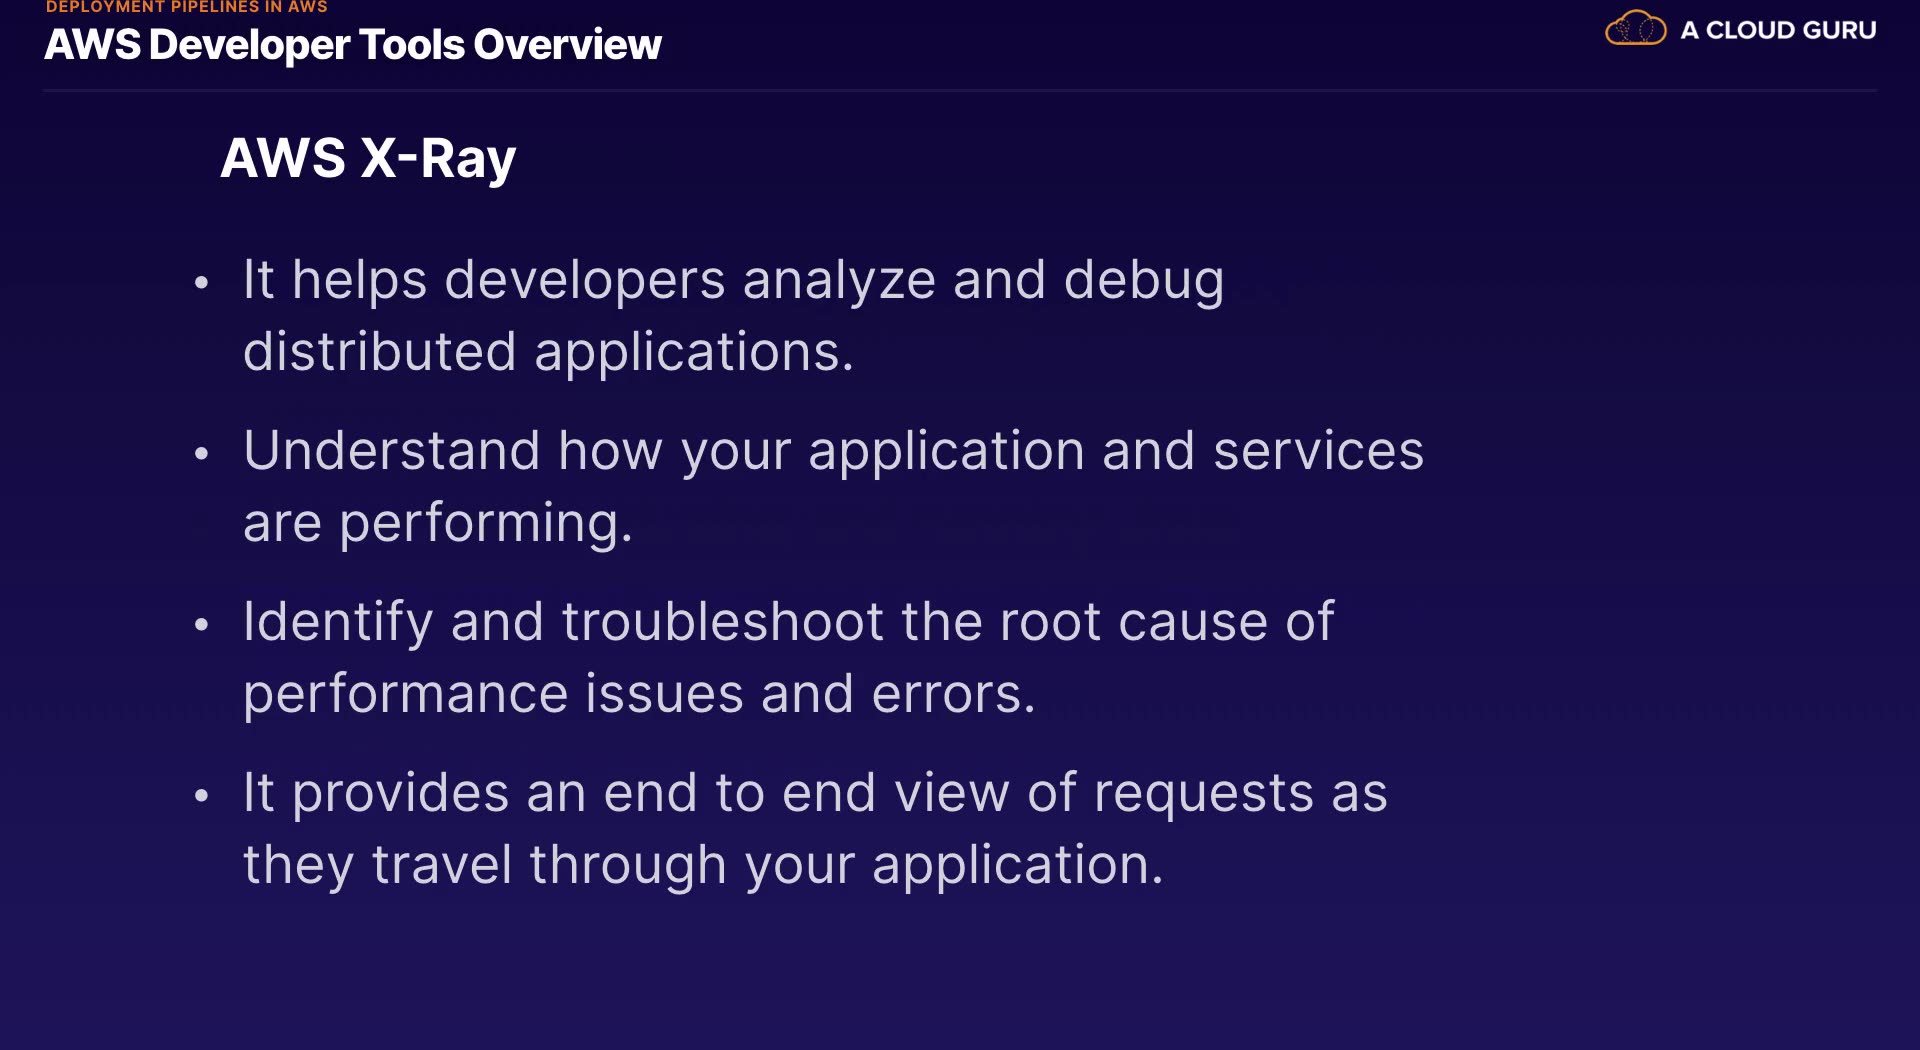 DEPLOYMENT PIPELINES IN AWS
AWS Developer Tools Overview
A CLOUD GURU
AWS X-Ray
• It helps developers analyze and debug
distributed applications.
• Understand how your application and services
are performing.
• Identify and troubleshoot the root cause of
performance issues and errors.
• It provides an end to end view of requests as
they travel through your application.